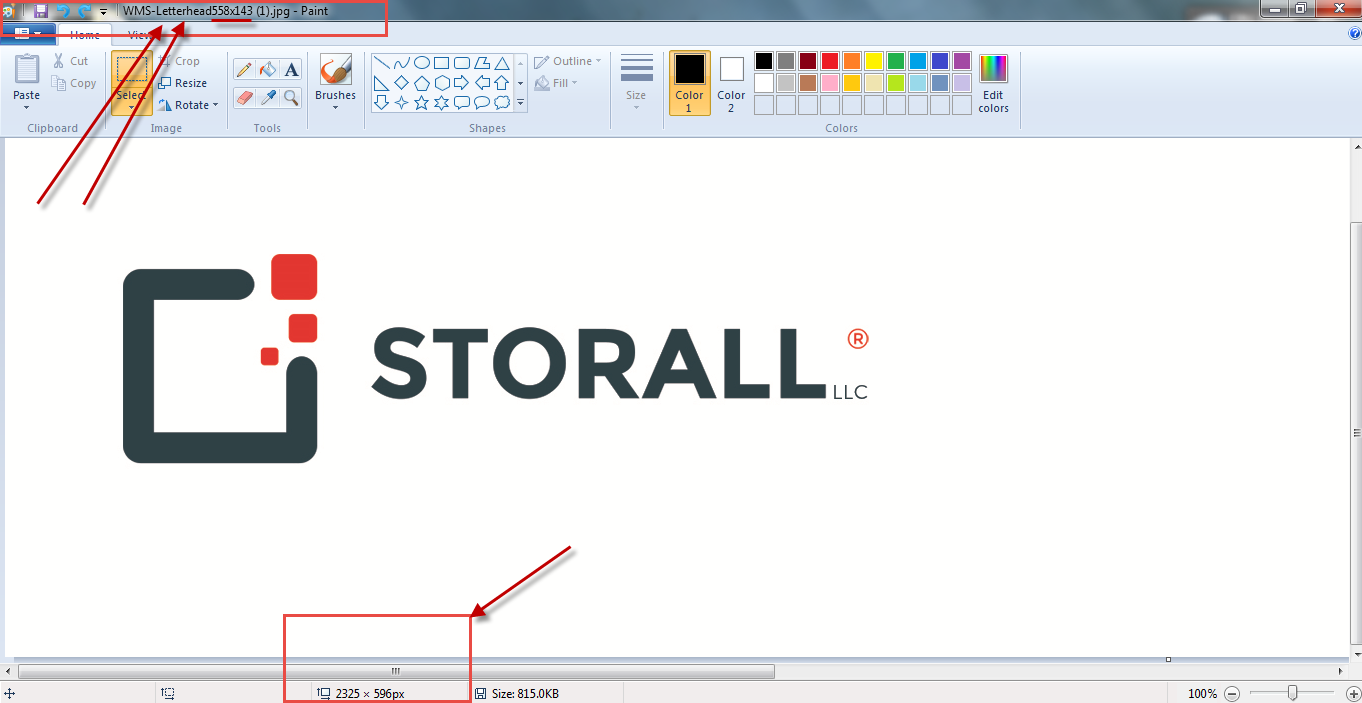 WMS-Letterhead558x143 (1).jpg - Paint
Home View
Paste
Cut
Copy
Clipboard
Select
Crop
Resize
Rotate
Image
A
Tools
Brushes
Shapes
Outline
Fill
Size
Color
1
Color
2
Colors
Edit
colors
STORALL ®
LLC
2325 × 596px
Size: 815.0KB
100%